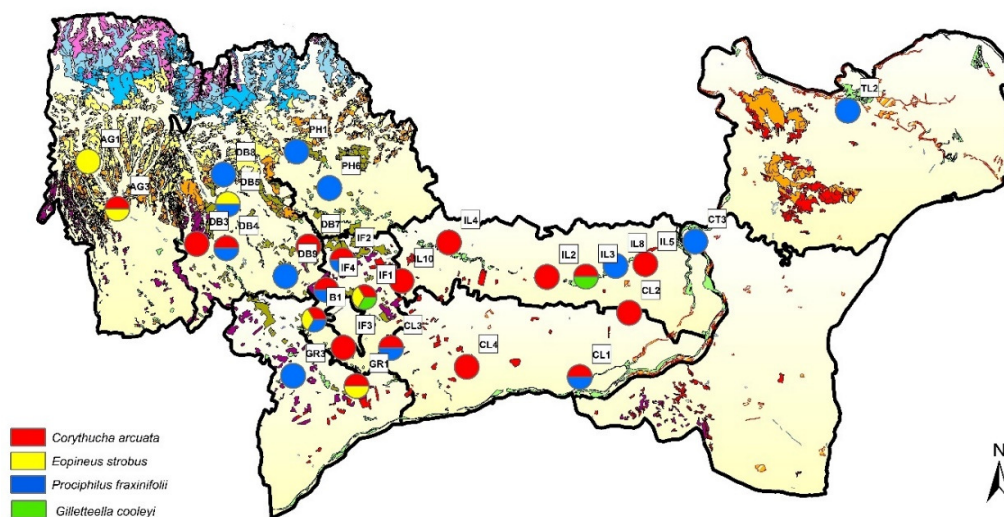 TL2
AG1
PH1
DB8
PH6
DB5
AG3
DB3
DB4
DB7
IF2
IL4
CT3
DB9
IF4
IF1
IL10
IL2
IL3
IL8
IL5
B1
CL2
IF3
CL3
GR3
GR1
CL4
CL1
Corythucha arcuata
Eopineus strobus
Prociphilus fraxinifolii
Gilletteella cooleyi
N